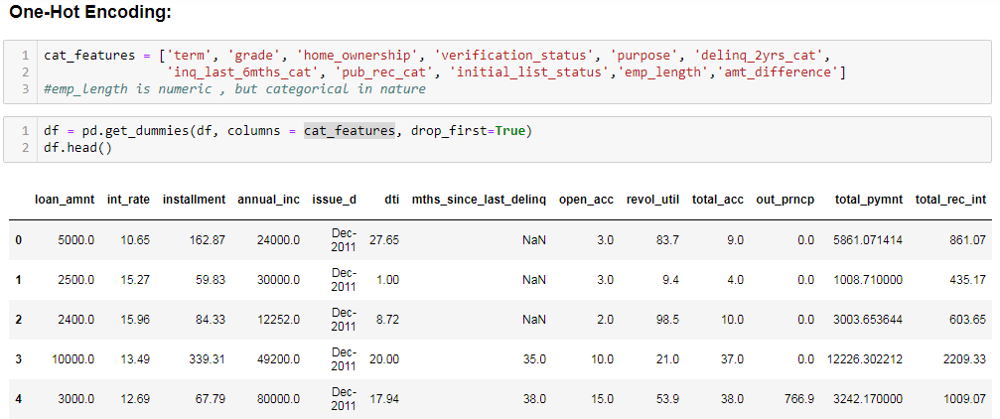 One-Hot Encoding:
1 cat_features = ['term', 'grade', 'home_ownership', 'verification_status', 'purpose', 'delinq_2yrs_cat',
2 'inq_last_6mths_cat', 'pub_rec_cat', 'initial_list_status','emp_length','amt_difference']
3 #emp_length is numeric , but categorical in nature
1 df = pd.get_dummies(df, columns = cat_features, drop_first=True)
2 df.head()
loan_amnt int_rate installment annual_inc issue_d dti mths_since_last_delinq open_acc revol_util total_acc out_prncp total_pymnt total_rec_int
0 5000.0 10.65 162.87 24000.0 Dec-2011 27.65 NaN 3.0 83.7 9.0 0.0 5861.071414 861.07
1 2500.0 15.27 59.83 30000.0 Dec-2011 1.00 NaN 3.0 9.4 4.0 0.0 1008.710000 435.17
2 2400.0 15.96 84.33 12252.0 Dec-2011 8.72 NaN 2.0 98.5 10.0 0.0 3003.653644 603.65
3 10000.0 13.49 339.31 49200.0 Dec-2011 20.00 35.0 10.0 21.0 37.0 0.0 12226.302212 2209.33
4 3000.0 12.69 67.79 80000.0 Dec-2011 17.94 38.0 15.0 53.9 38.0 766.9 3242.170000 1009.07